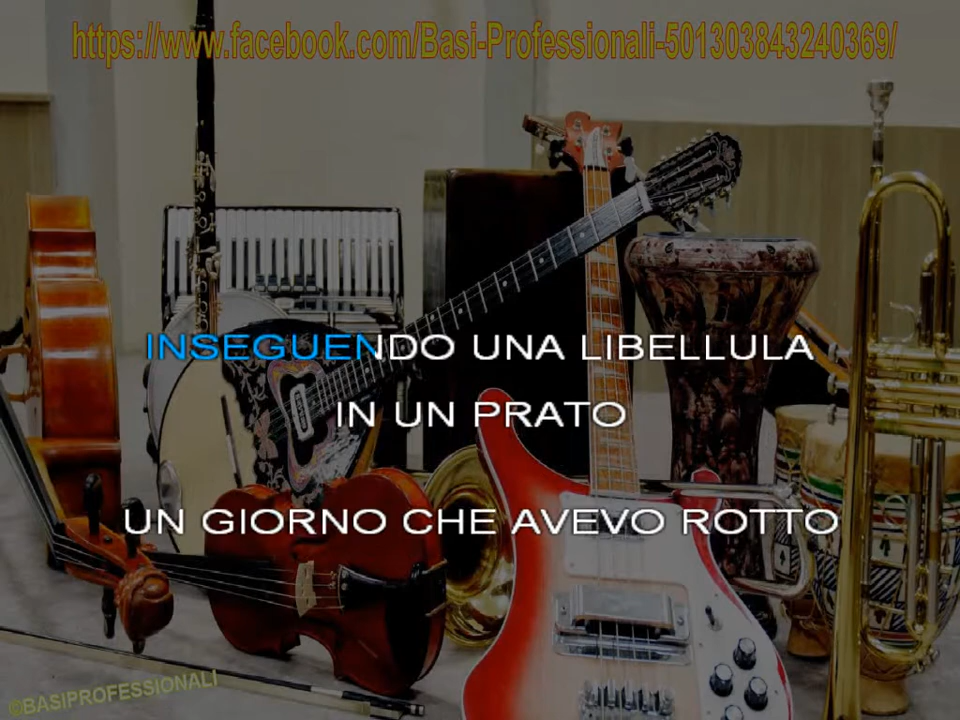 https://www.facebook.com/Basi-Professionali-501303843240369/
INSEGUENDO UNA LIBELLULA
IN UN PRATO
UN GIORNO CHE AVEVO ROTTO
©BASIPROFESSIONALI